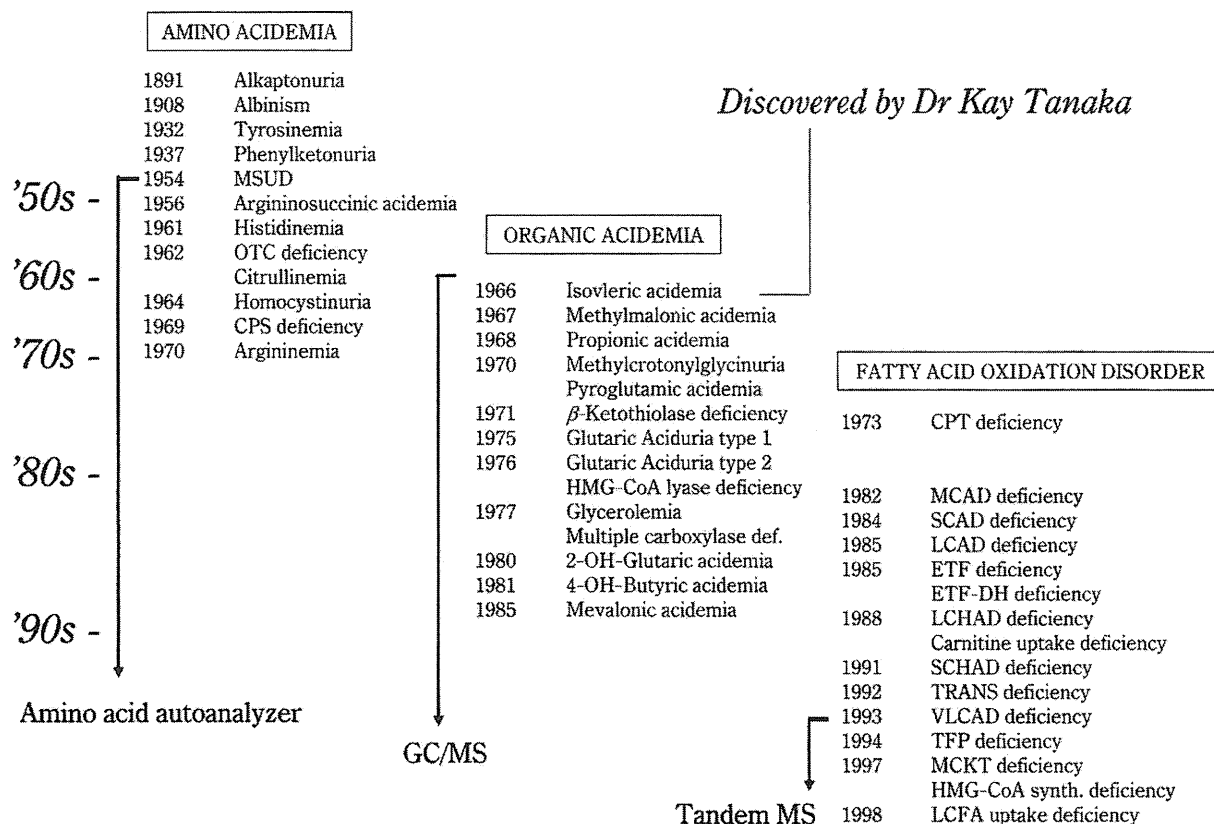 AMINO ACIDEMIA
1891 Alkaptonuria
1908 Albinism
1932 Tyrosinemia
1937 Phenylketonuria
1954 MSUD
1956 Argininosuccinic acidemia
1961 Histidinemia
1962 OTC deficiency
Citrullinemia
1964 Homocystinuria
1969 CPS deficiency
1970 Argininemia
'50s -
'60s -
'70s -
'80s -
'90s -
Amino acid autoanalyzer
Discovered by Dr Kay Tanaka
ORGANIC ACIDEMIA
1966 Isovleric acidemia
1967 Methylmalonic acidemia
1968 Propionic acidemia
1970 Methylcrotonylglycinuria
Pyroglutamic acidemia
1971 β-Ketothiolase deficiency
1975 Glutaric Aciduria type 1
1976 Glutaric Aciduria type 2
HMG-CoA lyase deficiency
1977 Glycerolemia
Multiple carboxylase def.
1980 2-OH-Glutaric acidemia
1981 4-OH-Butyric acidemia
1985 Mevalonic acidemia
GC/MS
FATTY ACID OXIDATION DISORDER
1973 CPT deficiency
1982 MCAD deficiency
1984 SCAD deficiency
1985 LCAD deficiency
1985 ETF deficiency
ETF-DH deficiency
1988 LCHAD deficiency
Carnitine uptake deficiency
1991 SCHAD deficiency
1992 TRANS deficiency
1993 VLCAD deficiency
1994 TFP deficiency
1997 MCKT deficiency
HMG-CoA synth. deficiency
1998 LCFA uptake deficiency
Tandem MS